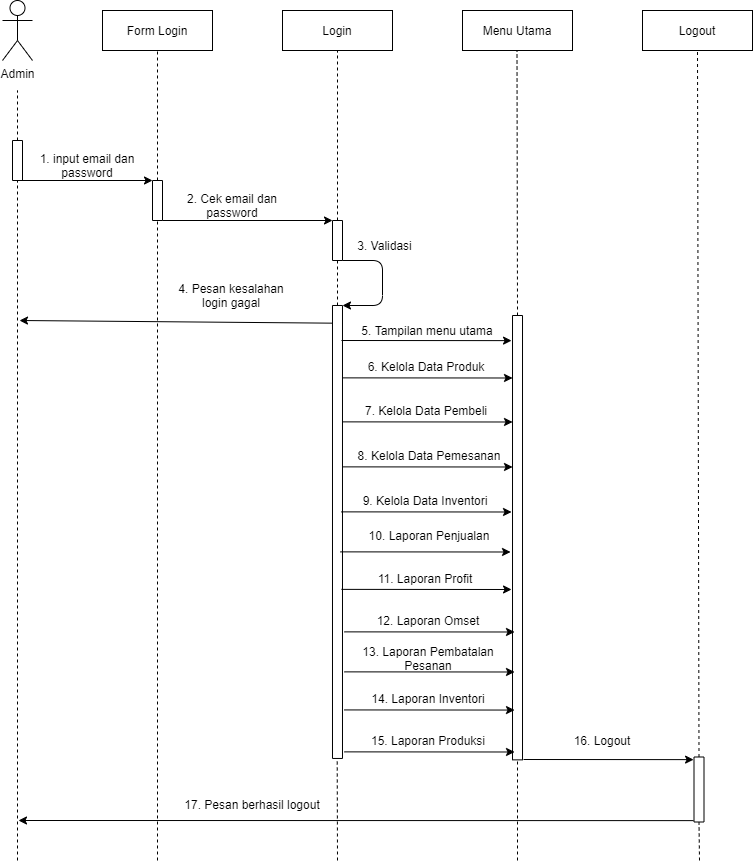 Admin
Form Login
Login
Menu Utama
Logout
1. input email dan
password
2. Cek email dan
password
3. Validasi
4. Pesan kesalahan
login gagal
5. Tampilan menu utama
6. Kelola Data Produk
7. Kelola Data Pembeli
8. Kelola Data Pemesanan
9. Kelola Data Inventori
10. Laporan Penjualan
11. Laporan Profit
12. Laporan Omset
13. Laporan Pembatalan
Pesanan
14. Laporan Inventori
15. Laporan Produksi
16. Logout
17. Pesan berhasil logout